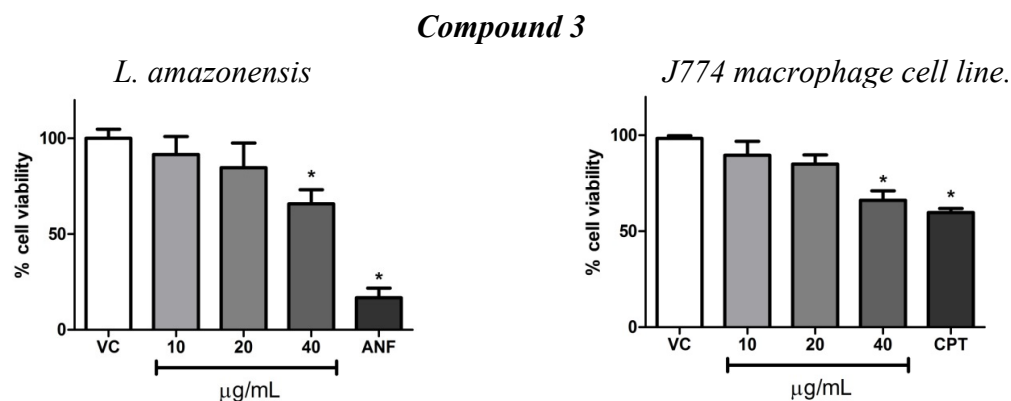 Compound 3
L. amazonensis
% cell viability
100
50
0
VC 10 20 40 ANF
* *
µg/mL
J774 macrophage cell line.
% cell viability
100
50
0
VC 10 20 40 CPT
* *
µg/mL